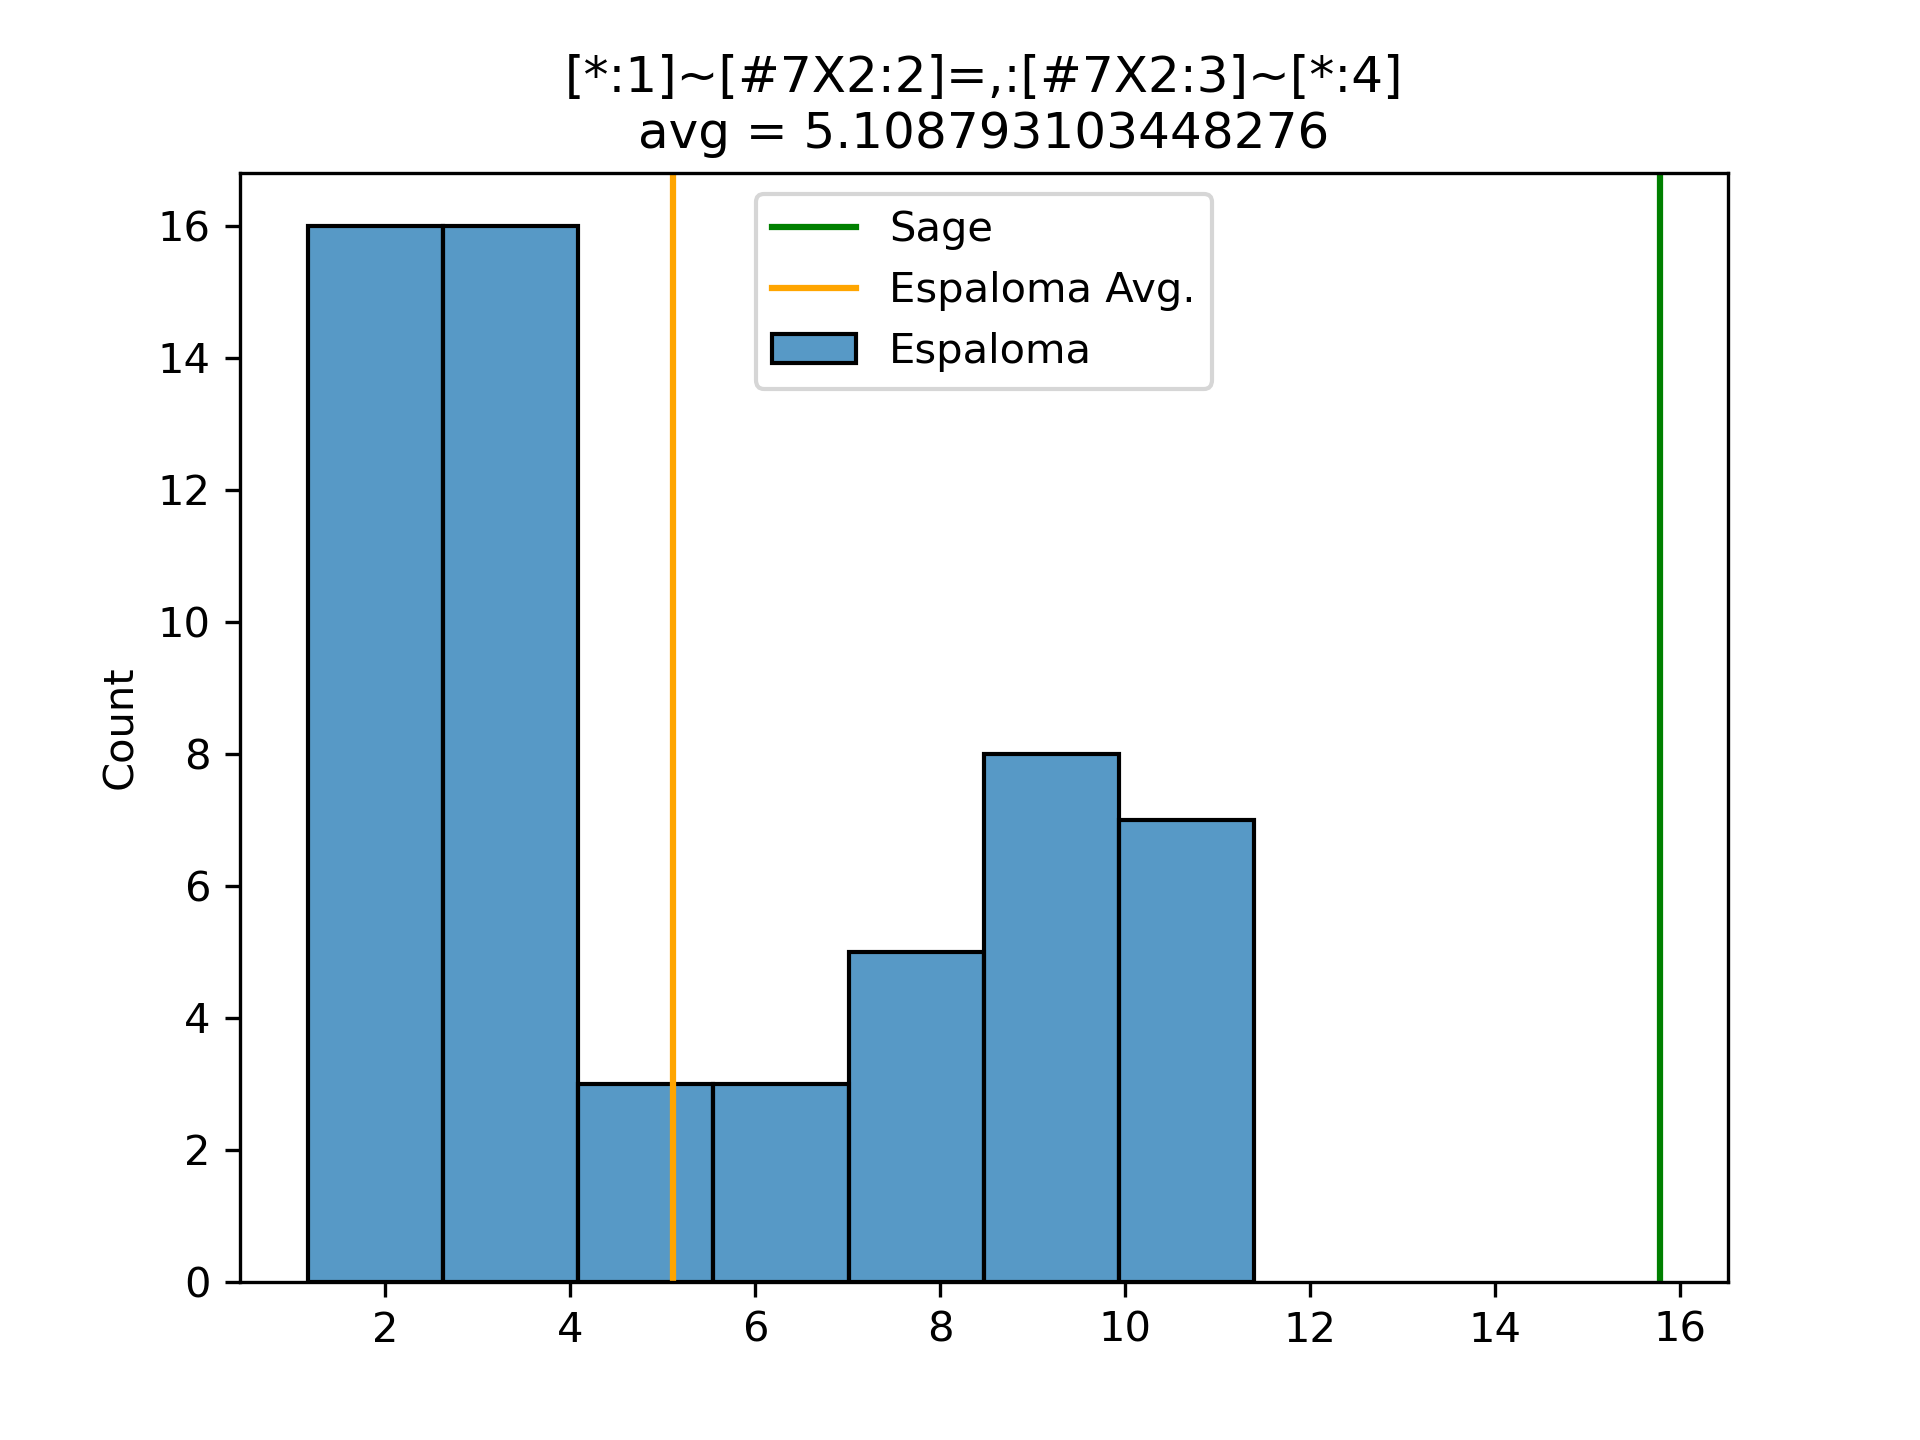 [*:1]~[#7X2:2]=,:[#7X2:3]~[*:4]
avg = 5.108793103448276
Sage
Espaloma Avg.
Espaloma
16
14
12
10
8
6
4
2
0
Count
2 4 6 8 10 12 14 16